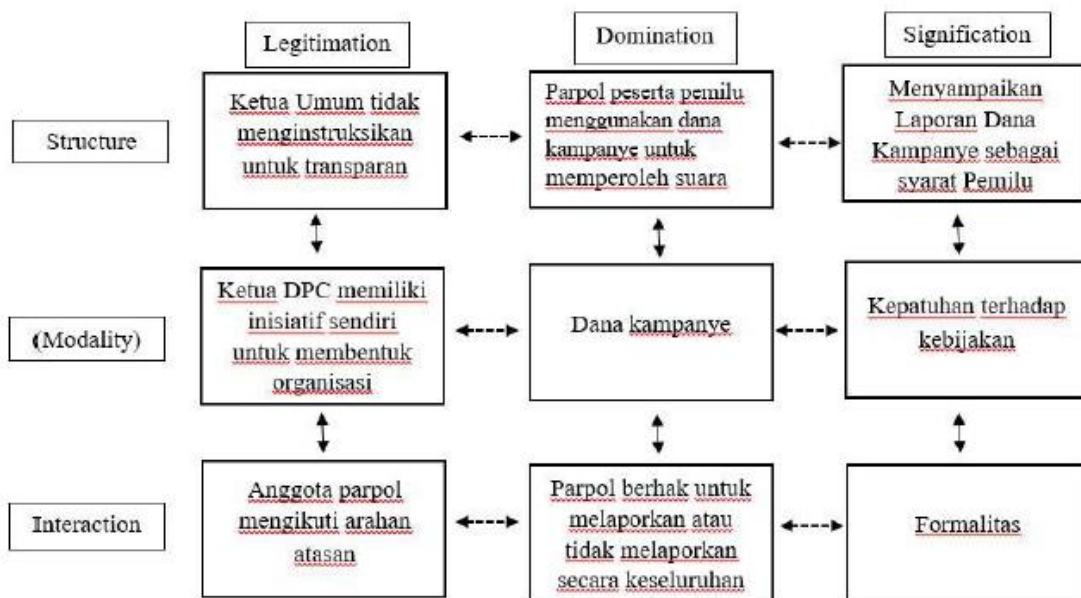 Legitimation
Domination
Signification
Structure
Ketua Umum tidak
menginstruksikan
untuk transparan
Parpol peserta pemilu
menggunakan dana
kampanye untuk
memperoleh suara
Menyampaikan
Laporan Dana
Kampanye sebagai
syarat Pemilu
(Modality)
Ketua DPC memiliki
inisiatif sendiri
untuk membentuk
organisasi
Dana kampanye
Kepatuhan terhadap
kebijakan
Interaction
Anggota parpol
mengikuti arahan
atasan
Parpol berhak untuk
melaporkan atau
tidak melaporkan
secara keseluruhan
Formalitas